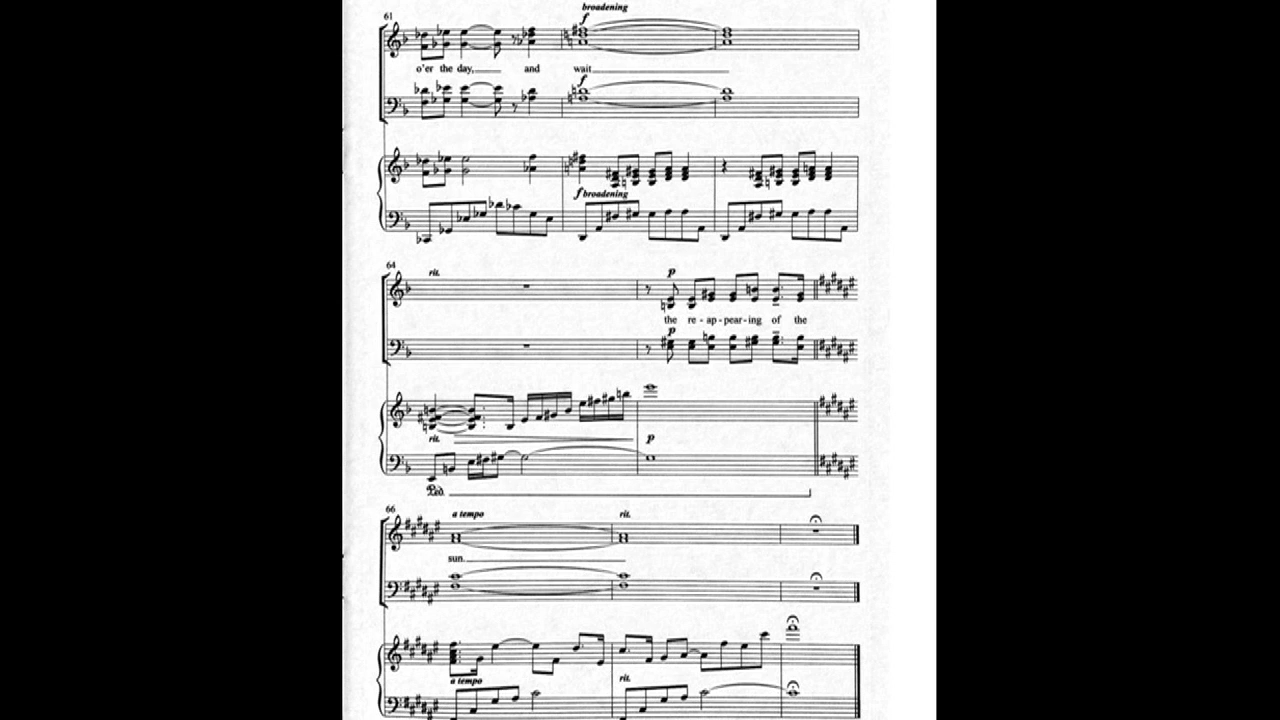 61
broadening
f
o'er the day, and wait
f
f broadening
64
rit.
p
the re - ap - pear - ing of the
p
rit.
p
Ped.
66
a tempo rit.
sun.
a tempo rit.